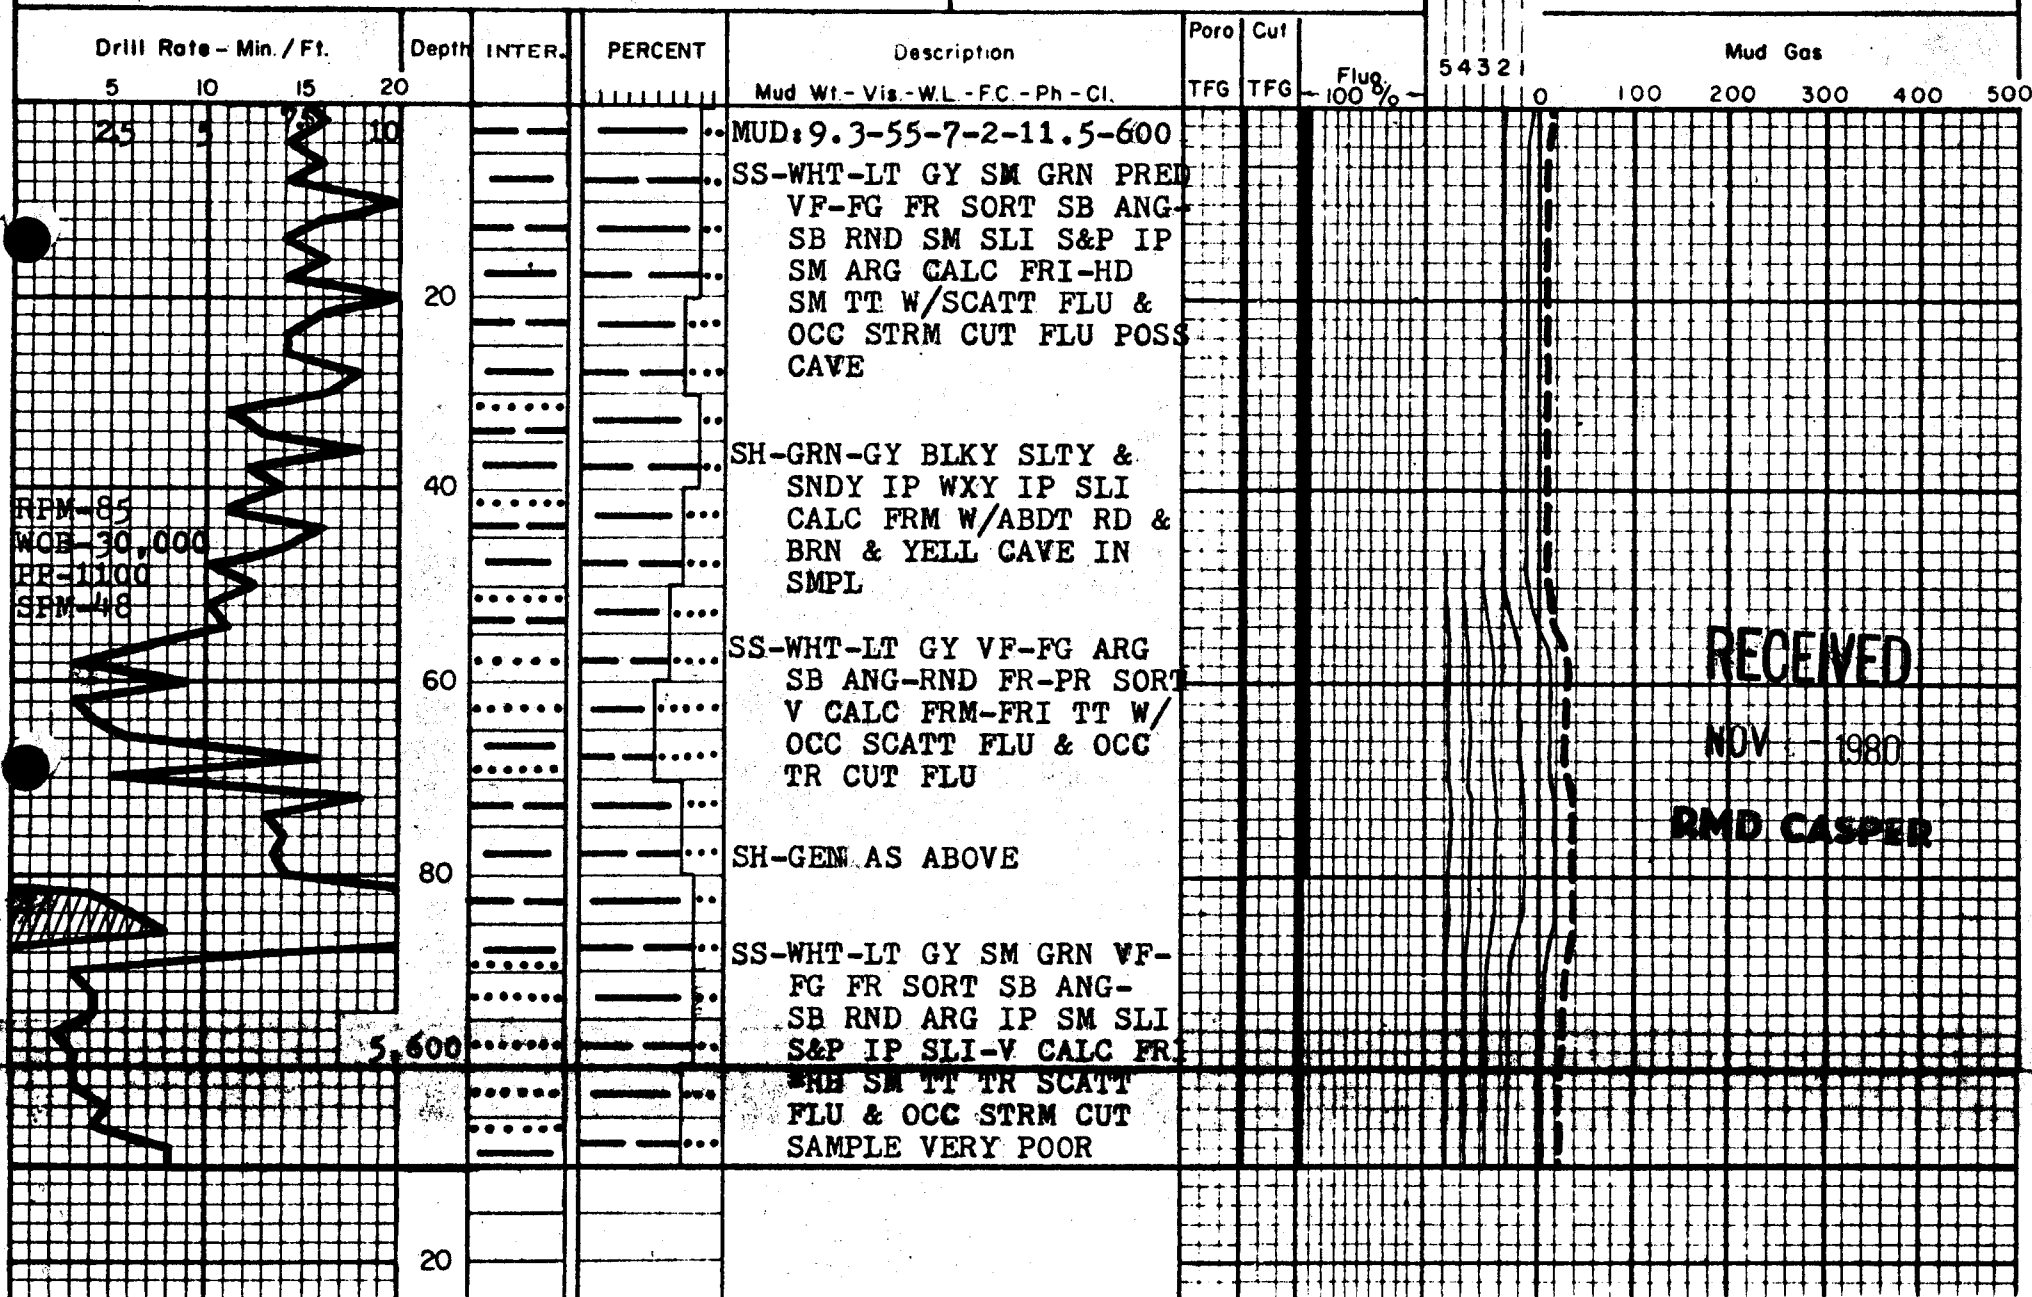 Drill Rate - Min. / Ft.
5 10 15 20
2.5 5 7.5 10
Depth
INTER.
PERCENT
Description
Mud Wt. - Vis. - W.L. - F.C. - Ph - Cl.
Poro
TFG
Cut
TFG
Fluo.
100 %
5 4 3 2 1
Mud Gas
0 100 200 300 400 500
MUD: 9.3-55-7-2-11.5-600
SS-WHT-LT GY SM GRN PRED
VF-FG FR SORT SB ANG-
SB RND SM SLI S&P IP
SM ARG CALC FRI-HD
SM TT W/SCATT FLU &
OCC STRM CUT FLU POSS
CAVE
SH-GRN-GY BLKY SLTY &
SNDY IP WXY IP SLI
CALC FRM W/ABDT RD &
BRN & YELL CAVE IN
SMPL
SS-WHT-LT GY VF-FG ARG
SB ANG-RND FR-PR SORT
V CALC FRM-FRI TT W/
OCC SCATT FLU & OCC
TR CUT FLU
SH-GEN AS ABOVE
SS-WHT-LT GY SM GRN VF-
FG FR SORT SB ANG-
SB RND ARG IP SM SLI
S&P IP SLI-V CALC FRI
SM TT TR SCATT
FLU & OCC STRM CUT
SAMPLE VERY POOR
20
40
60
80
5,600
20
RPM-85
WOB-30,000
PP-1100
SPM-48
RECEIVED
NOV 1980
RMD CASPER